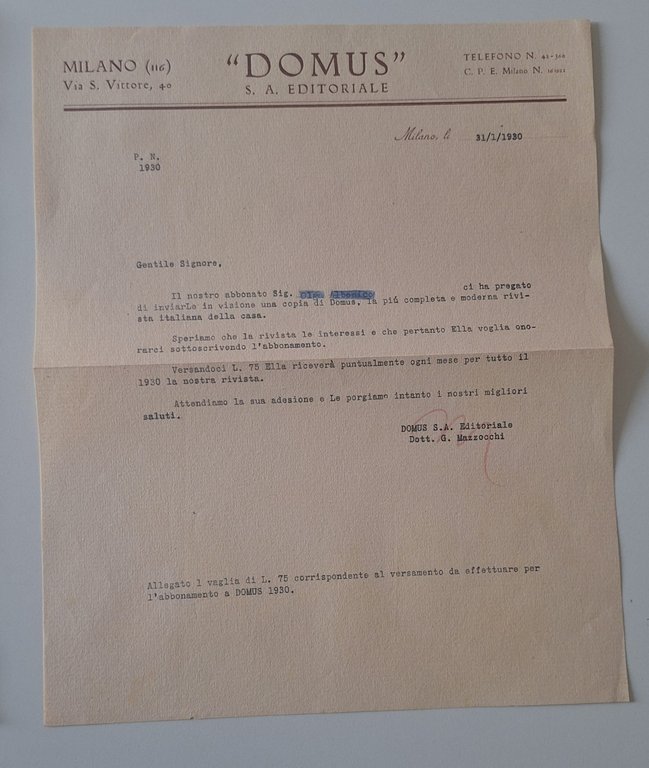 MILANO (116)
Via S. Vittore, 40
"DOMUS"
S. A. EDITORIALE
TELEFONO N. 42-360
C. P. E. Milano N.
Milano, li 31/1/1930
P. N.
1930
Gentile Signore,
Il nostro abbonato Sig. ci ha pregato
di inviarLe in visione una copia di Domus, la piú completa e moderna rivi-
sta italiana della casa.
Speriamo che la rivista le interessi e che pertanto Ella voglia ono-
rarci sottoscrivendo l'abbonamento.
Versandoci L. 75 Ella riceverà puntualmente ogni mese per tutto il
1930 la nostra rivista.
Attendiamo la sua adesione e Le porgiamo intanto i nostri migliori
saluti.
DOMUS S.A. Editoriale
Dott. G. Mazzocchi
Allegato 1 vaglia di L. 75 corrispondente al versamento da effettuare per
l'abbonamento a DOMUS 1930.